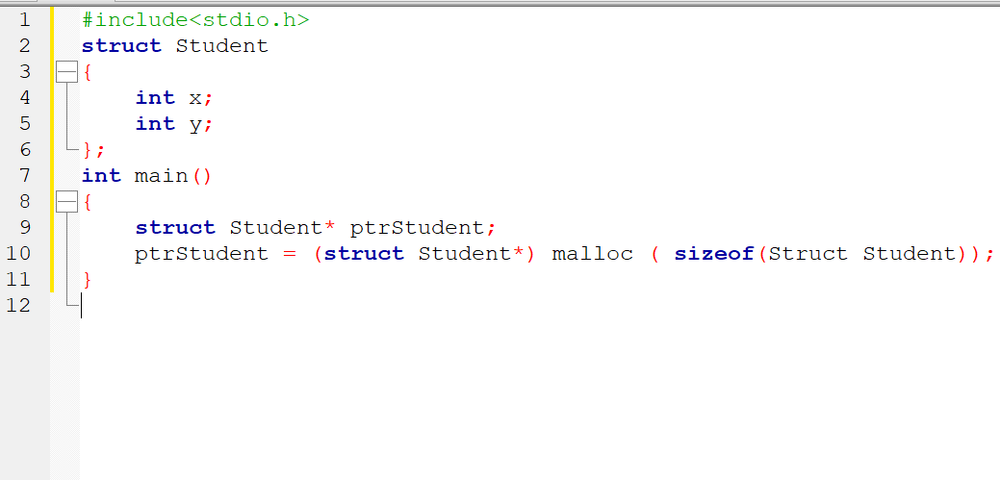 1 #include<stdio.h>
2 struct Student
3 {
4 int x;
5 int y;
6 };
7 int main()
8 {
9 struct Student* ptrStudent;
10 ptrStudent = (struct Student*) malloc ( sizeof(Struct Student));
11 }
12